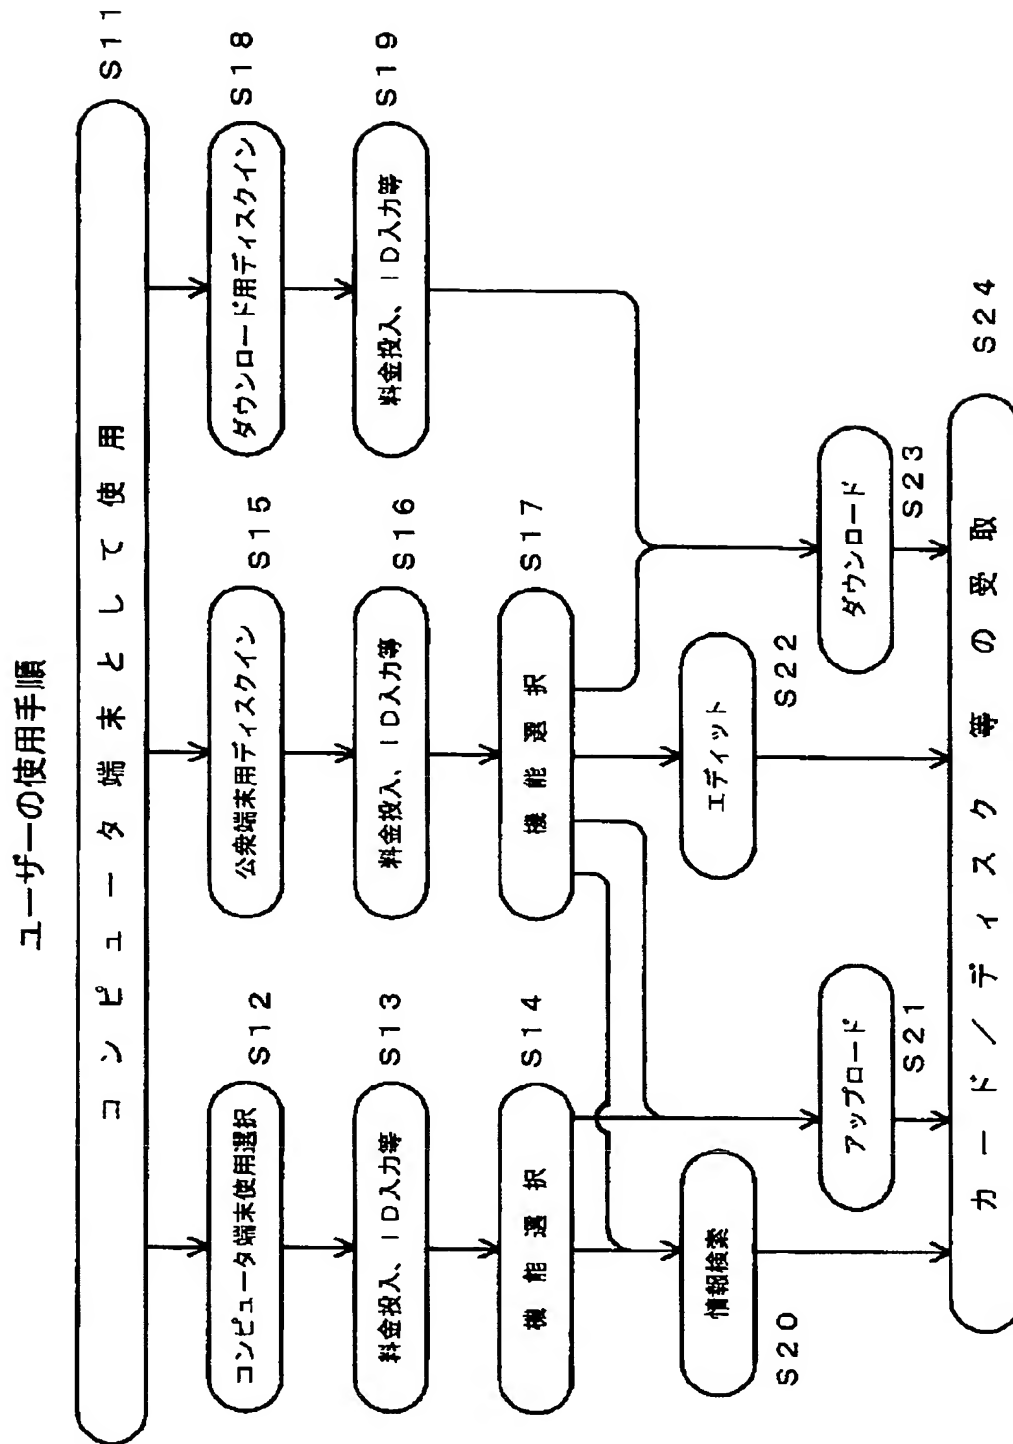 ユーザーの使用手順
コンピュータ端末として使用
S11
コンピュータ端末使用選択
S12
公衆端末用ディスクイン
S15
ダウンロード用ディスクイン
S18
料金投入、ID入力等
S13
料金投入、ID入力等
S16
料金投入、ID入力等
S19
機能選択
S14
機能選択
S17
情報検索
S20
エディット
S22
アップロード
S21
ダウンロード
S23
カード/ディスク等の受取
S24